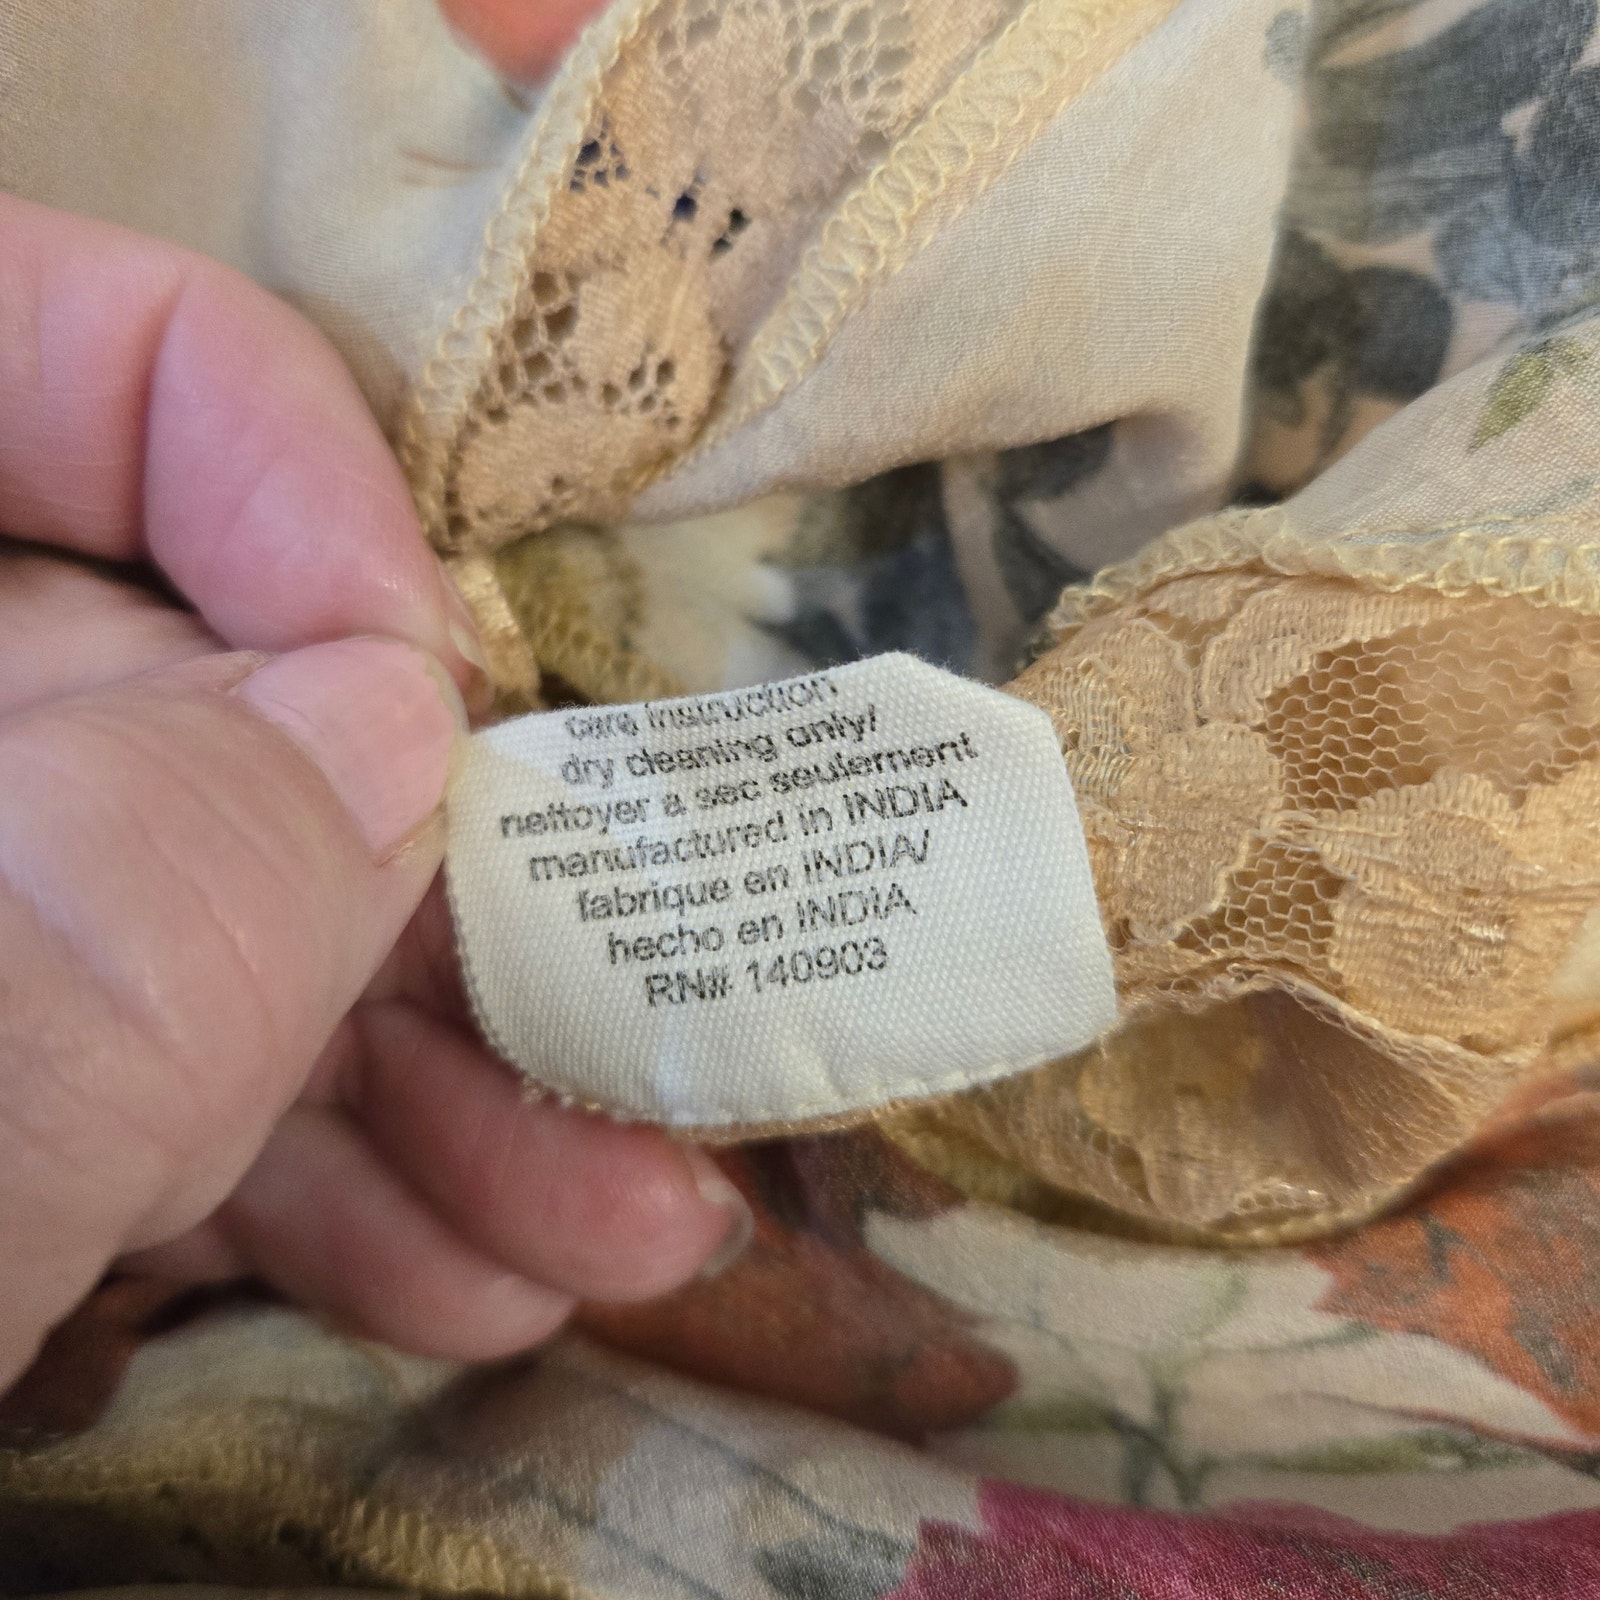 care instruction
dry cleaning only/
nettoyer a sec seulement
manufactured in INDIA
fabrique en INDIA/
hecho en INDIA
RN# 140903